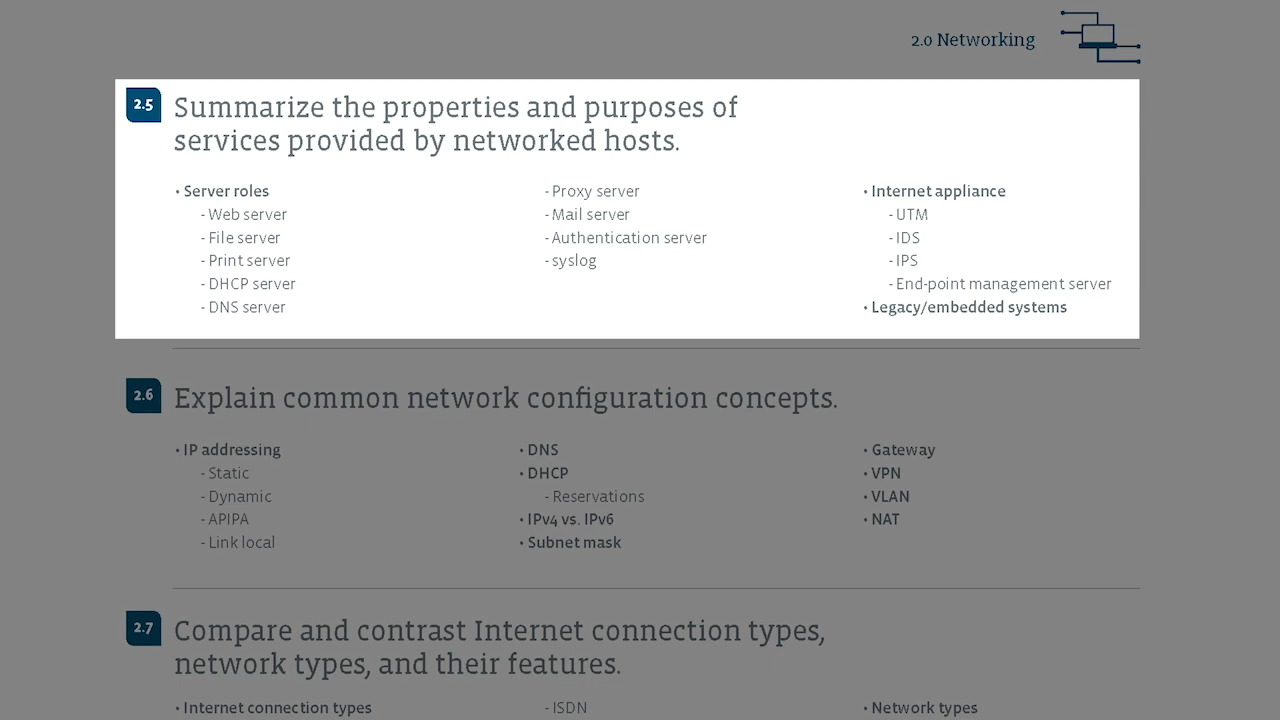 2.0 Networking
2.5
Summarize the properties and purposes of
services provided by networked hosts.
• Server roles
- Web server
- File server
- Print server
- DHCP server
- DNS server
- Proxy server
- Mail server
- Authentication server
- syslog
• Internet appliance
- UTM
- IDS
- IPS
- End-point management server
• Legacy/embedded systems
2.6
Explain common network configuration concepts.
• IP addressing
- Static
- Dynamic
- APIPA
- Link local
• DNS
• DHCP
- Reservations
• IPv4 vs. IPv6
• Subnet mask
• Gateway
• VPN
• VLAN
• NAT
2.7
Compare and contrast Internet connection types,
network types, and their features.
• Internet connection types
- ISDN
• Network types